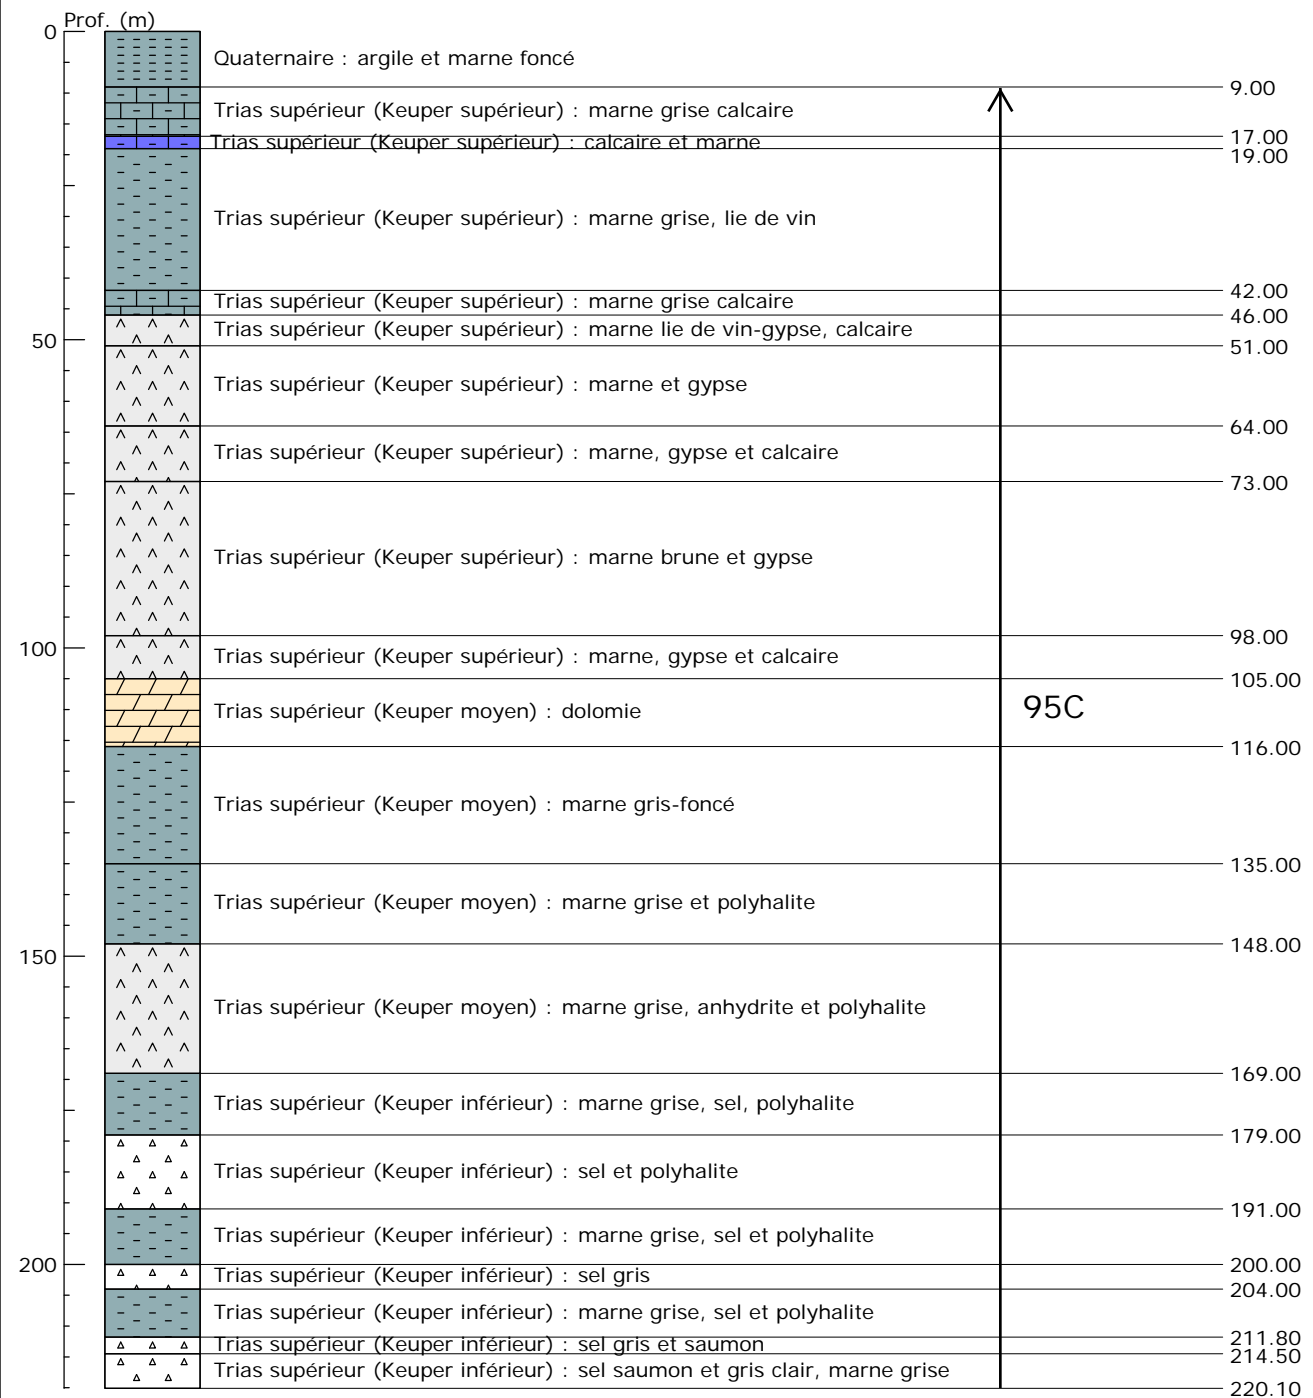 Prof. (m)
0
Quaternaire : argile et marne foncé
9.00
Trias supérieur (Keuper supérieur) : marne grise calcaire
17.00
Trias supérieur (Keuper supérieur) : calcaire et marne
19.00
Trias supérieur (Keuper supérieur) : marne grise, lie de vin
42.00
Trias supérieur (Keuper supérieur) : marne grise calcaire
46.00
Trias supérieur (Keuper supérieur) : marne lie de vin-gypse, calcaire
50
51.00
Trias supérieur (Keuper supérieur) : marne et gypse
64.00
Trias supérieur (Keuper supérieur) : marne, gypse et calcaire
73.00
Trias supérieur (Keuper supérieur) : marne brune et gypse
98.00
100
Trias supérieur (Keuper supérieur) : marne, gypse et calcaire
105.00
Trias supérieur (Keuper moyen) : dolomie
95C
116.00
Trias supérieur (Keuper moyen) : marne gris-foncé
135.00
Trias supérieur (Keuper moyen) : marne grise et polyhalite
148.00
150
Trias supérieur (Keuper moyen) : marne grise, anhydrite et polyhalite
169.00
Trias supérieur (Keuper inférieur) : marne grise, sel, polyhalite
179.00
Trias supérieur (Keuper inférieur) : sel et polyhalite
191.00
Trias supérieur (Keuper inférieur) : marne grise, sel et polyhalite
200
200.00
Trias supérieur (Keuper inférieur) : sel gris
204.00
Trias supérieur (Keuper inférieur) : marne grise, sel et polyhalite
211.80
Trias supérieur (Keuper inférieur) : sel gris et saumon
214.50
Trias supérieur (Keuper inférieur) : sel saumon et gris clair, marne grise
220.10